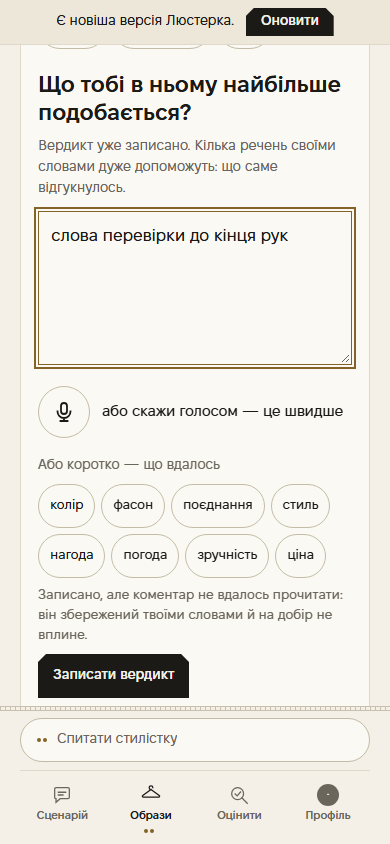 Є новіша версія Люстерка. Оновити
Що тобі в ньому найбільше
подобається?
Вердикт уже записано. Кілька речень своїми
словами дуже допоможуть: що саме
відгукнулось.
слова перевірки до кінця рук
або скажи голосом — це швидше
Або коротко — що вдалось
колір фасон поєднання стиль
нагода погода зручність ціна
Записано, але коментар не вдалось прочитати:
він збережений твоїми словами й на добір не
вплине.
Записати вердикт
Спитати стилістку
Сценарій Образи Оцінити Профіль